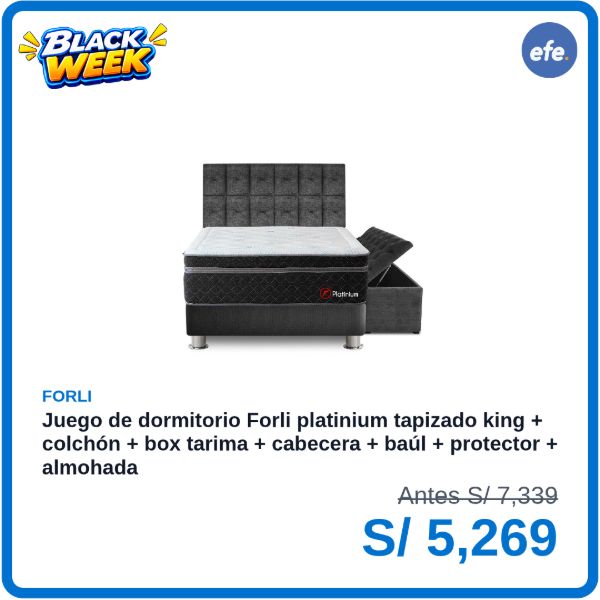 BLACK
WEEK
efe.
Platinium
FORLI
Juego de dormitorio Forli platinium tapizado king +
colchón + box tarima + cabecera + baúl + protector +
almohada
Antes S/ 7,339
S/ 5,269